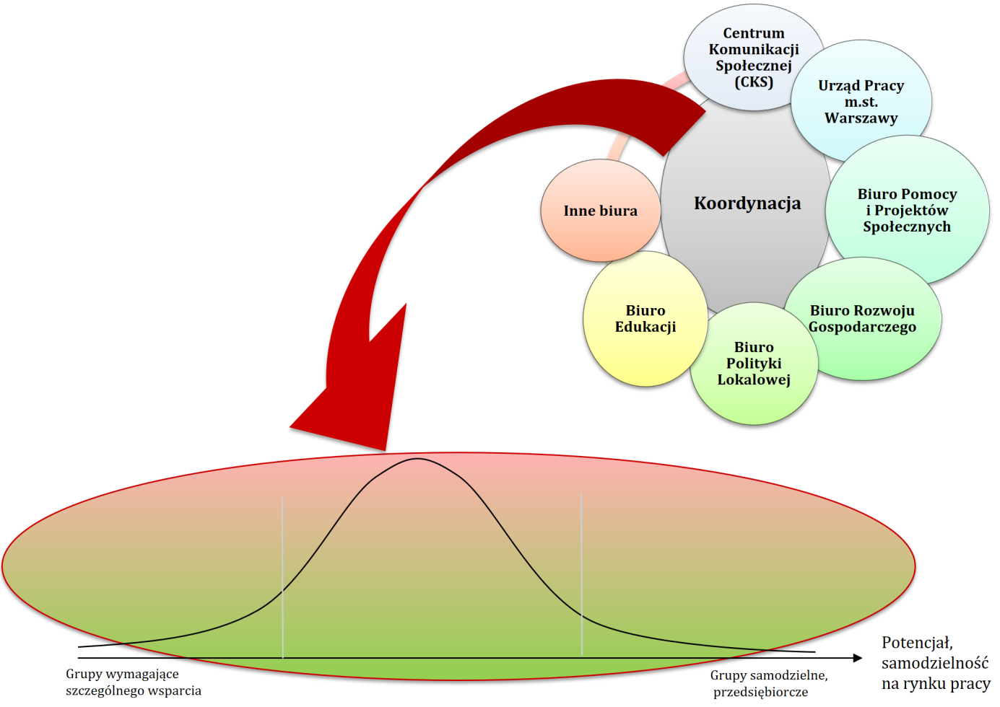 Centrum
Komunikacji
Społecznej
(CKS)
Urząd Pracy
m.st.
Warszawy
Biuro Pomocy
i Projektów
Społecznych
Koordynacja
Inne biura
Biuro
Edukacji
Biuro Rozwoju
Gospodarczego
Biuro
Polityki
Lokalowej
Potencjał,
samodzielność
na rynku pracy
Grupy wymagające
szczególnego wsparcia
Grupy samodzielne,
przedsiębiorcze